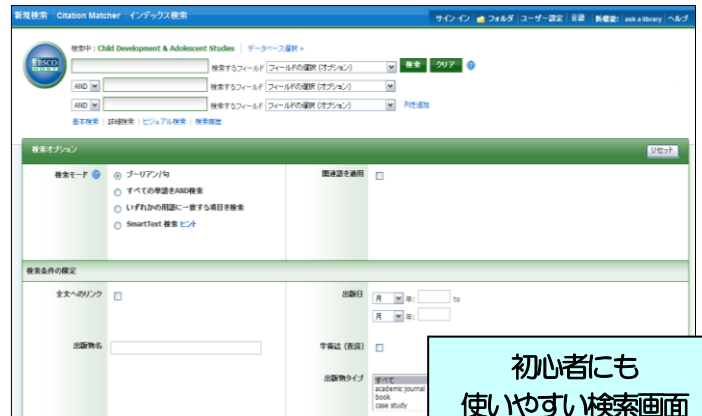 新規検索 Citation Matcher インデックス検索
サインイン フォルダ ユーザー設定 言語 新機能! ask a library ヘルプ
検索中 : Child Development & Adolescent Studies データベース選択 »
EBSCO
HOST
検索するフィールド フィールドの選択 (オプション) 検索 クリア ?
AND 検索するフィールド フィールドの選択 (オプション)
AND 検索するフィールド フィールドの選択 (オプション) 列を追加
基本検索 | 詳細検索 | ビジュアル検索 | 検索履歴
検索オプション リセット
検索モード ? ブーリアン/句 関連語を適用
すべての単語をAND検索
いずれかの用語に一致する項目を検索
SmartText 検索 ヒント
検索条件の限定
全文へのリンク 出版日 月 年: to
月 年:
出版物名 学術誌 (査読)
出版物タイプ すべて
academic journal
book
case study
初心者にも
使いやすい検索画面